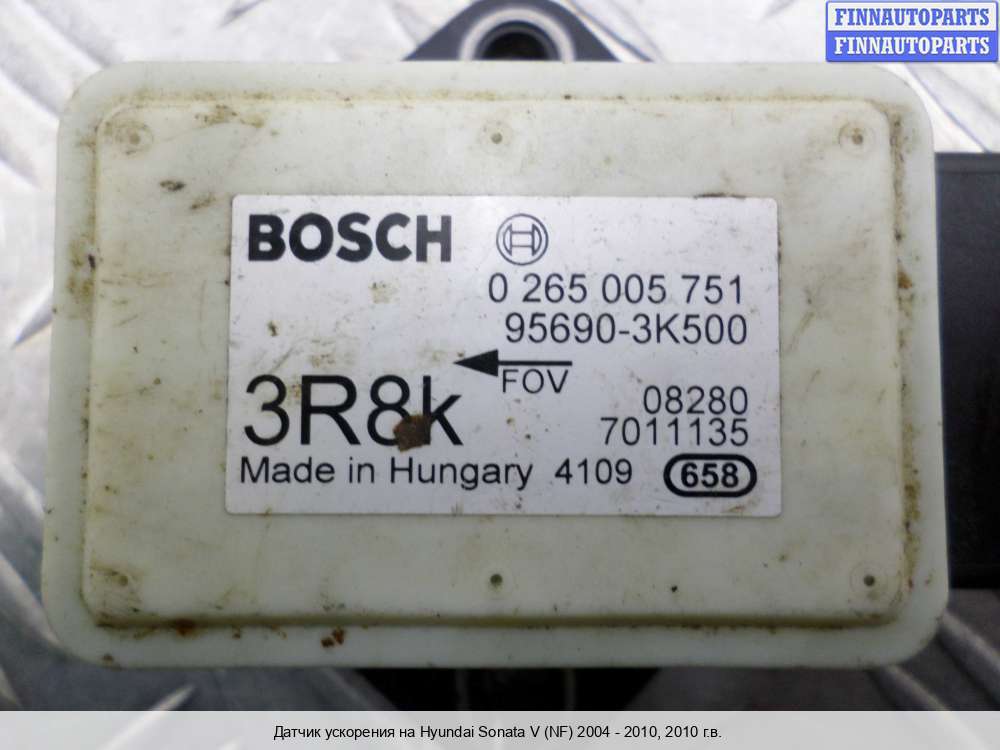 FINNAUTOPARTS
FINNAUTOPARTS
BOSCH
0 265 005 751
95690-3K500
FOV
3R8k
08280
7011135
Made in Hungary 4109 658
Датчик ускорения на Hyundai Sonata V (NF) 2004 - 2010, 2010 г.в.